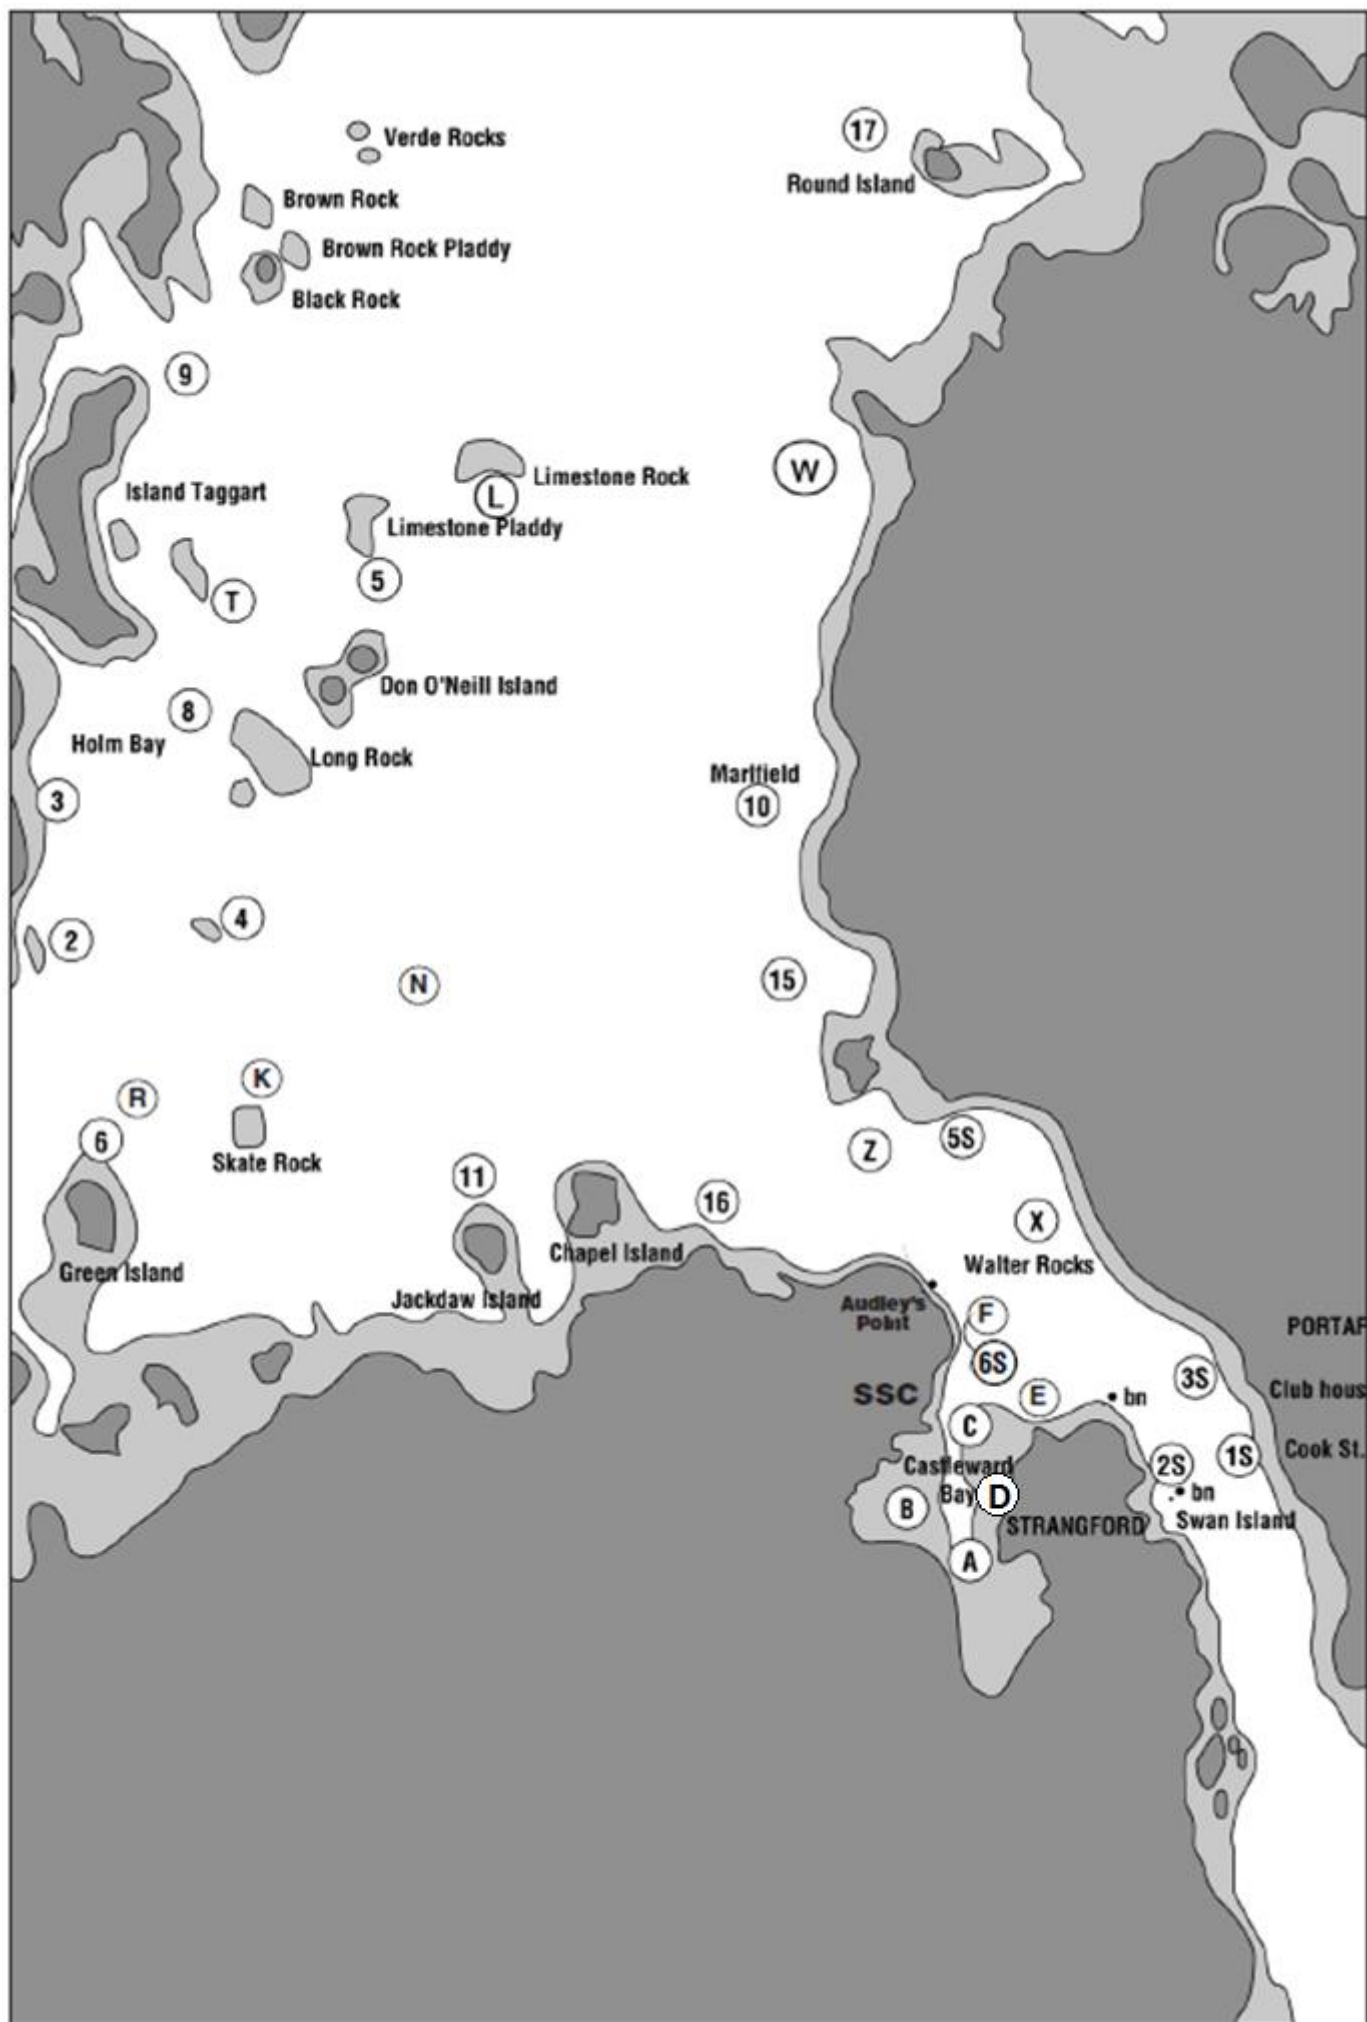 Verde Rocks
17
Round Island
Brown Rock
Brown Rock Pladdy
Black Rock
9
W
Island Taggart
Limestone Rock
L
Limestone Pladdy
5
T
Don O'Neill Island
8
Holm Bay
Long Rock
Marlfield
10
3
4
2
N
15
K
R
6
Skate Rock
5S
Z
11
16
X
Chapel Island
Walter Rocks
Green Island
Jackdaw Island
Audley's
Point
F
PORTAF
6S
3S
SSC
E
bn
Club hous
C
1S
Cook St.
Castleward
2S
Bay
D
bn
B
STRANGFORD
Swan Island
A